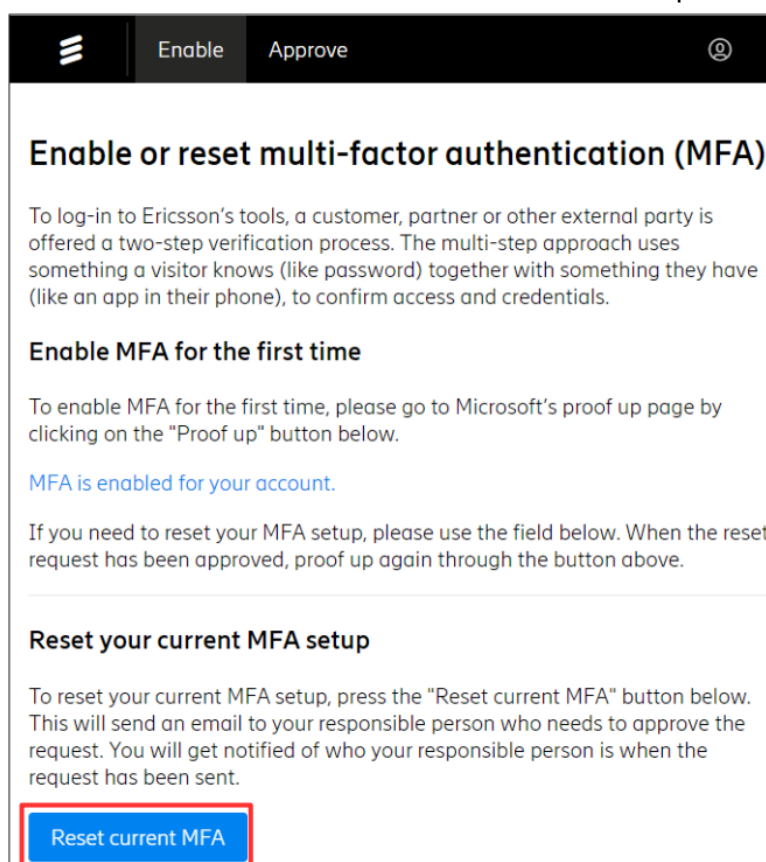 Enable Approve
Enable or reset multi-factor authentication (MFA)
To log-in to Ericsson's tools, a customer, partner or other external party is
offered a two-step verification process. The multi-step approach uses
something a visitor knows (like password) together with something they have
(like an app in their phone), to confirm access and credentials.
Enable MFA for the first time
To enable MFA for the first time, please go to Microsoft's proof up page by
clicking on the "Proof up" button below.
MFA is enabled for your account.
If you need to reset your MFA setup, please use the field below. When the reset
request has been approved, proof up again through the button above.
Reset your current MFA setup
To reset your current MFA setup, press the "Reset current MFA" button below.
This will send an email to your responsible person who needs to approve the
request. You will get notified of who your responsible person is when the
request has been sent.
Reset current MFA